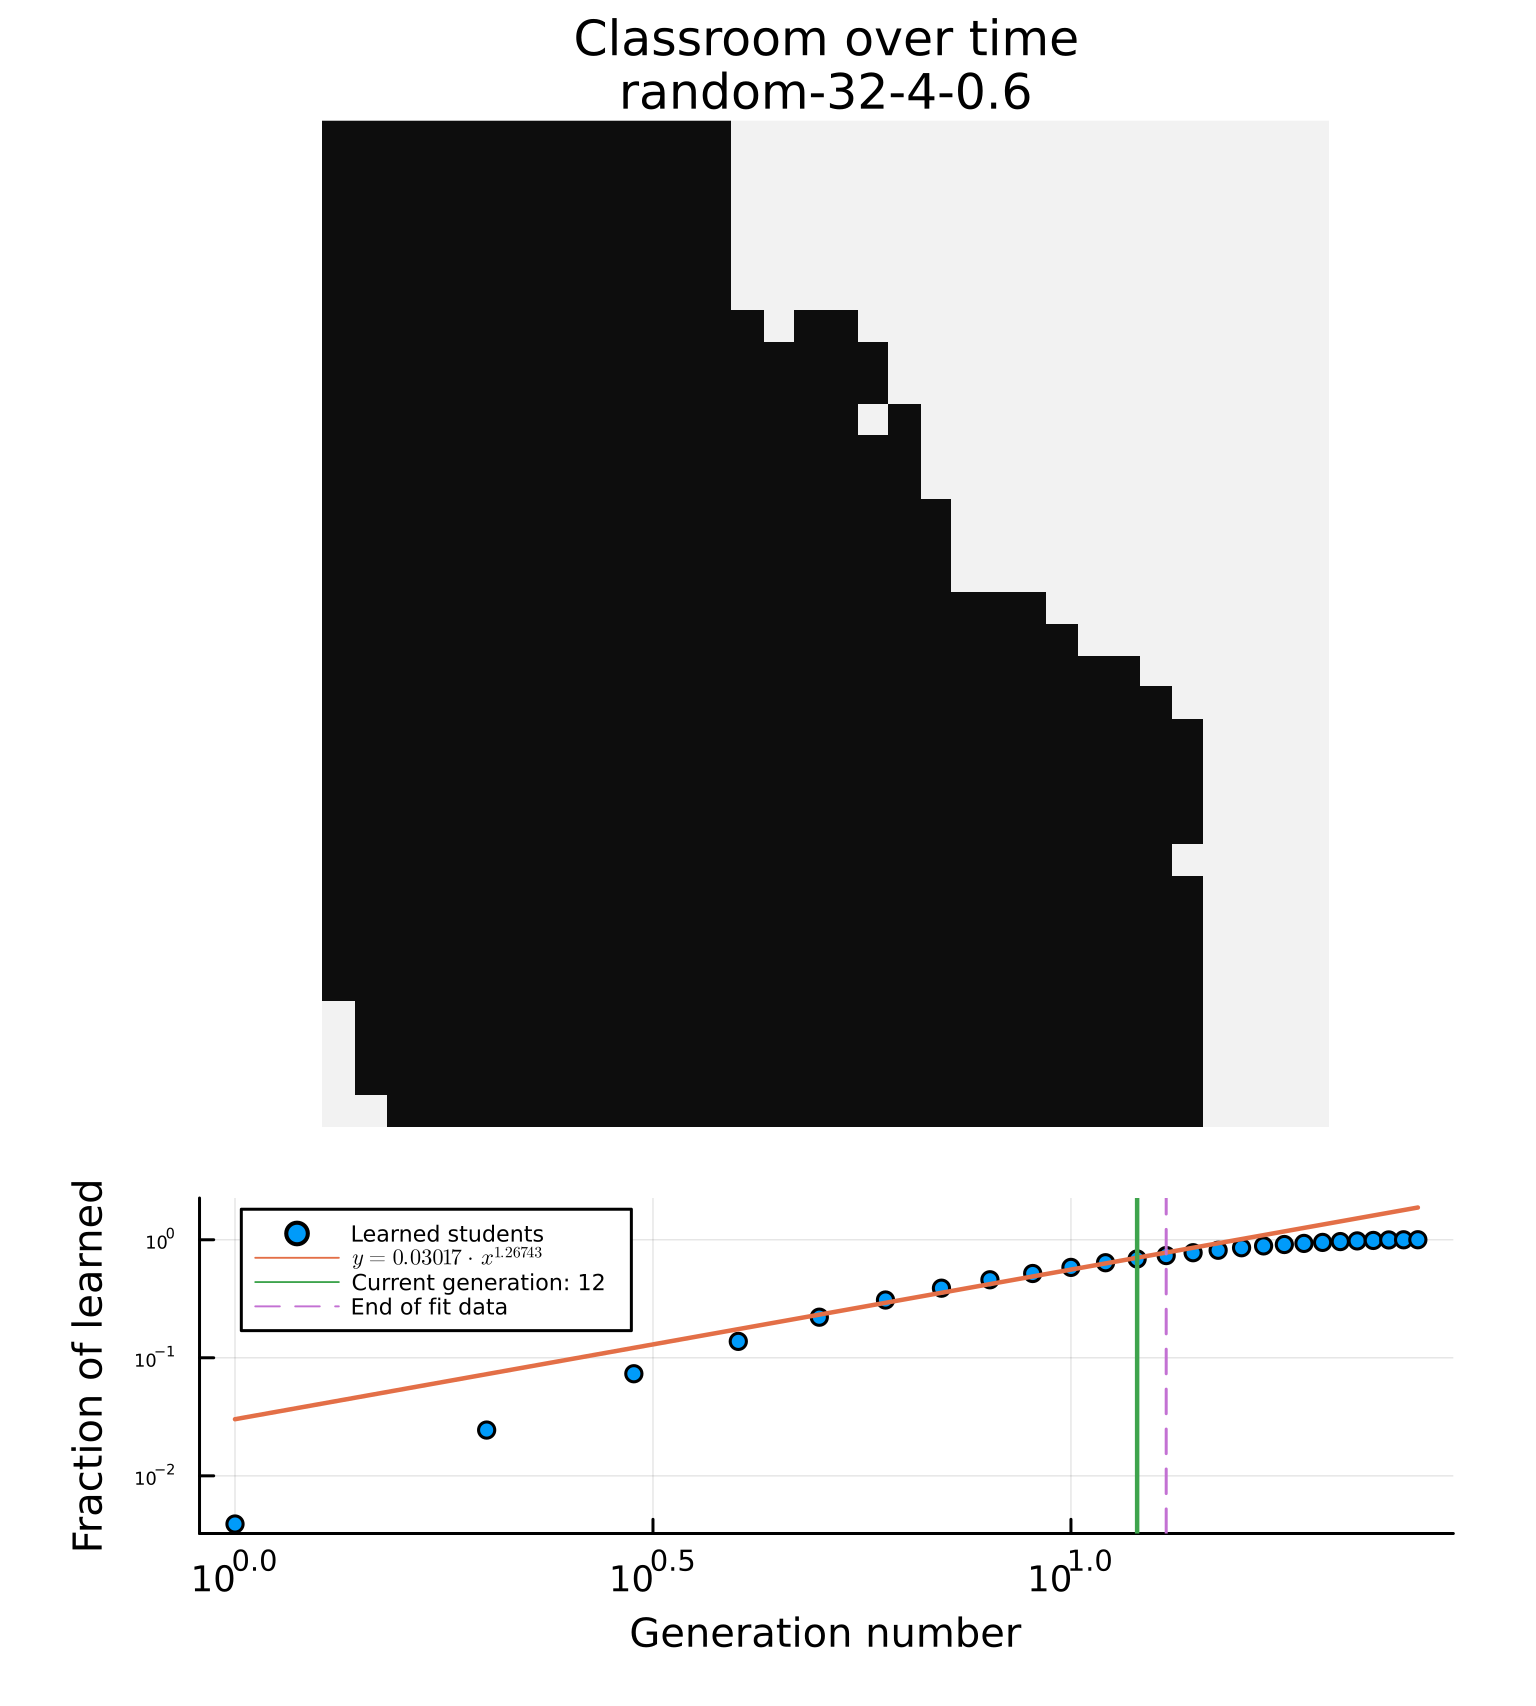 Classroom over time
random-32-4-0.6
Fraction of learned
10⁰
10⁻¹
10⁻²
Learned students
y = 0.03017 · x^1.26743
Current generation: 12
End of fit data
10^0.0
10^0.5
10^1.0
Generation number